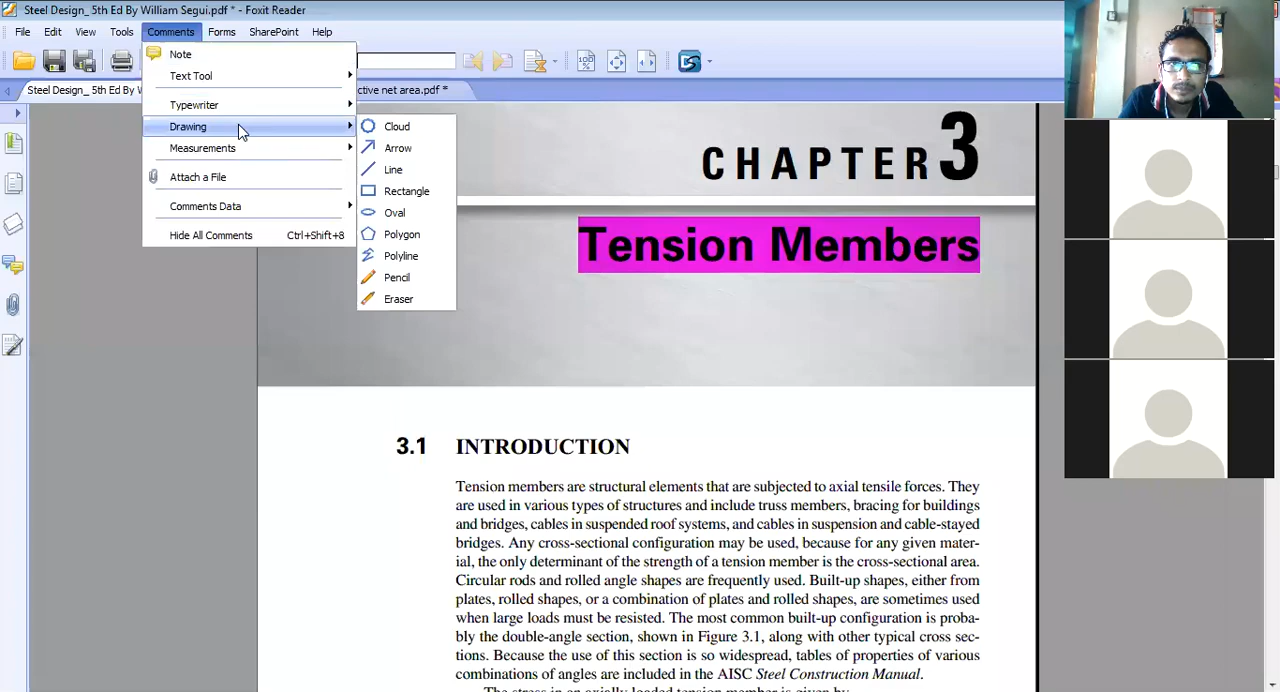 Steel Design_ 5th Ed By William Segui.pdf * - Foxit Reader
File Edit View Tools Comments Forms SharePoint Help
Steel Design_ 5th Ed By W
ctive net area.pdf *
Note
Text Tool
Typewriter
Drawing
Measurements
Attach a File
Comments Data
Hide All Comments Ctrl+Shift+8
Cloud
Arrow
Line
Rectangle
Oval
Polygon
Polyline
Pencil
Eraser
CHAPTER 3
Tension Members
3.1 INTRODUCTION
Tension members are structural elements that are subjected to axial tensile forces. They
are used in various types of structures and include truss members, bracing for buildings
and bridges, cables in suspended roof systems, and cables in suspension and cable-stayed
bridges. Any cross-sectional configuration may be used, because for any given mater-
ial, the only determinant of the strength of a tension member is the cross-sectional area.
Circular rods and rolled angle shapes are frequently used. Built-up shapes, either from
plates, rolled shapes, or a combination of plates and rolled shapes, are sometimes used
when large loads must be resisted. The most common built-up configuration is proba-
bly the double-angle section, shown in Figure 3.1, along with other typical cross sec-
tions. Because the use of this section is so widespread, tables of properties of various
combinations of angles are included in the AISC Steel Construction Manual.
The stress in an axially loaded tension member is given by